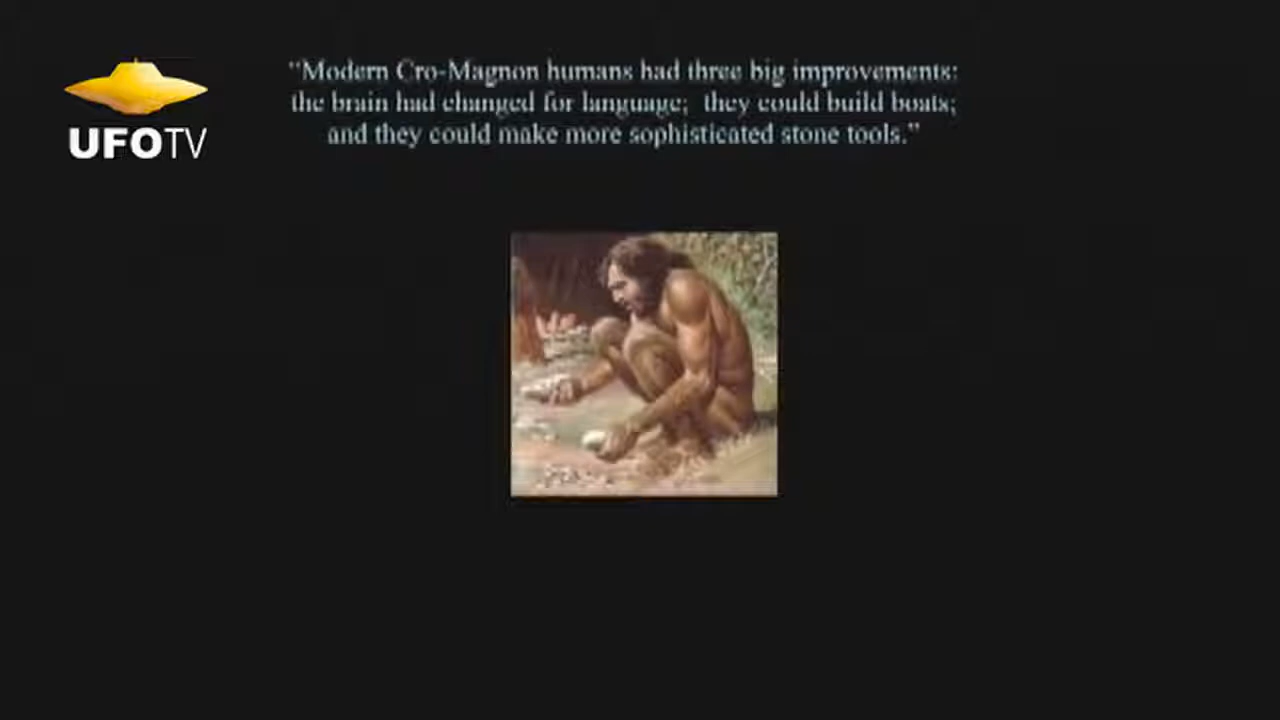 UFOTV
“Modern Cro-Magnon humans had three big improvements:
the brain had changed for language; they could build boats;
and they could make more sophisticated stone tools.”